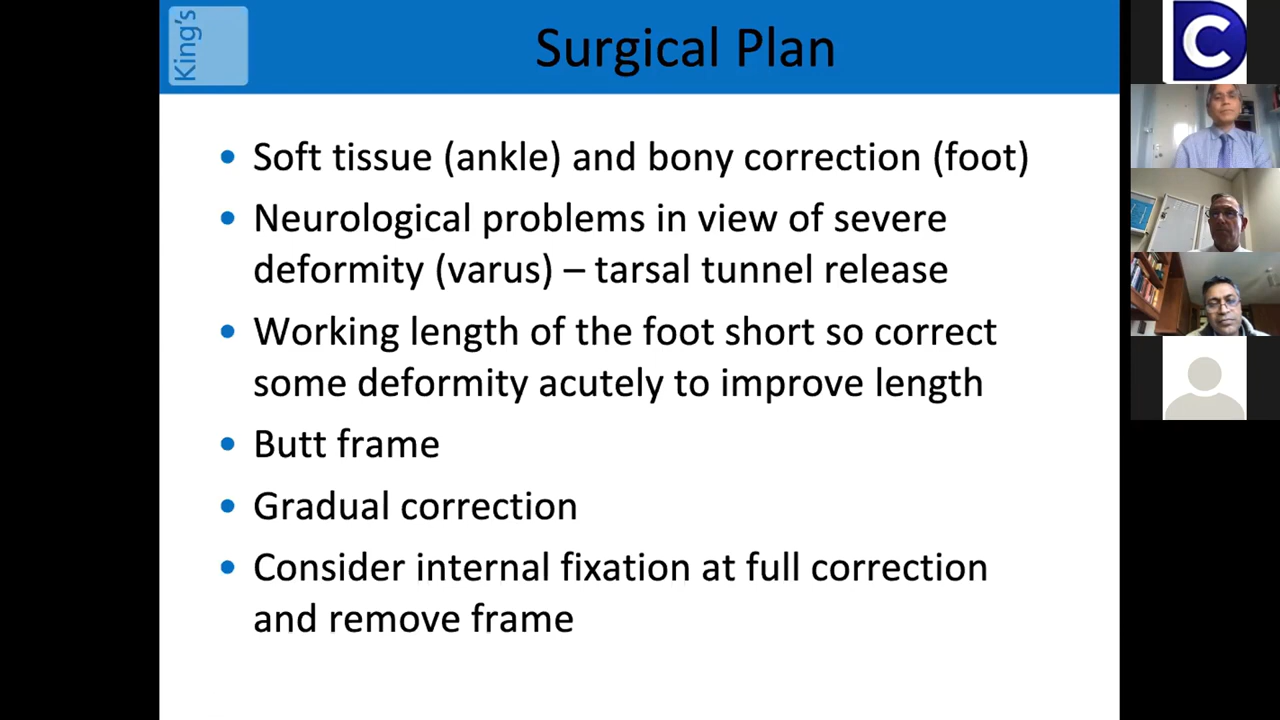 King's
Surgical Plan
• Soft tissue (ankle) and bony correction (foot)
• Neurological problems in view of severe
deformity (varus) – tarsal tunnel release
• Working length of the foot short so correct
some deformity acutely to improve length
• Butt frame
• Gradual correction
• Consider internal fixation at full correction
and remove frame
C